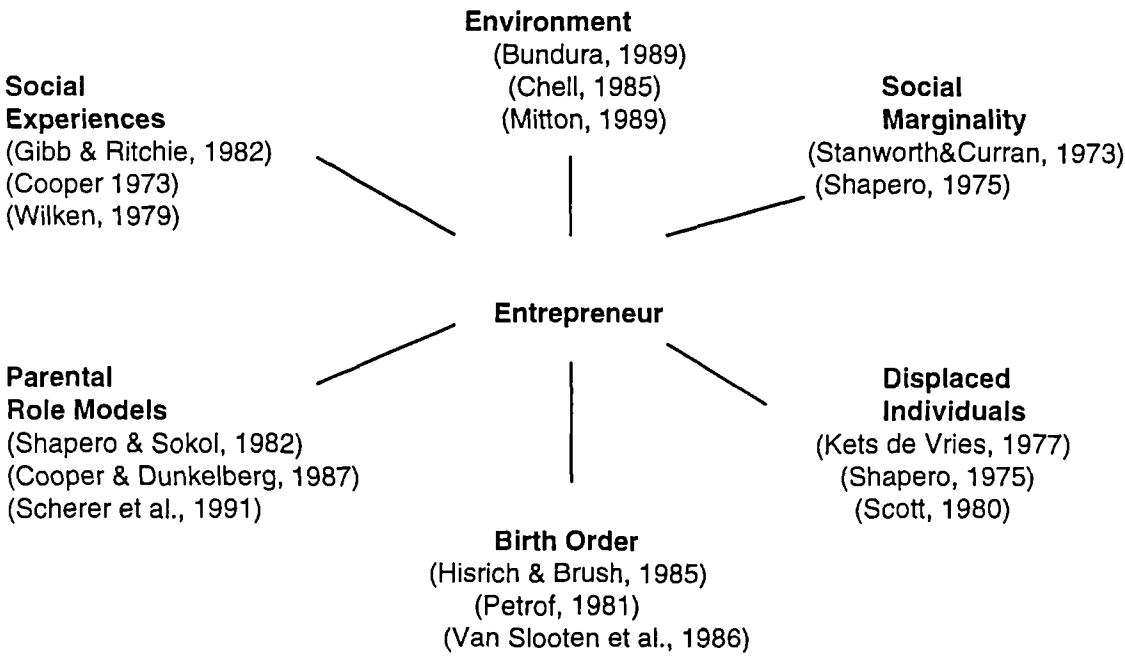 Environment
(Bundura, 1989)
(Chell, 1985)
(Mitton, 1989)
Social
Experiences
(Gibb & Ritchie, 1982)
(Cooper 1973)
(Wilken, 1979)
Social
Marginality
(Stanworth&Curran, 1973)
(Shapero, 1975)
Entrepreneur
Parental
Role Models
(Shapero & Sokol, 1982)
(Cooper & Dunkelberg, 1987)
(Scherer et al., 1991)
Displaced
Individuals
(Kets de Vries, 1977)
(Shapero, 1975)
(Scott, 1980)
Birth Order
(Hisrich & Brush, 1985)
(Petrof, 1981)
(Van Slooten et al., 1986)